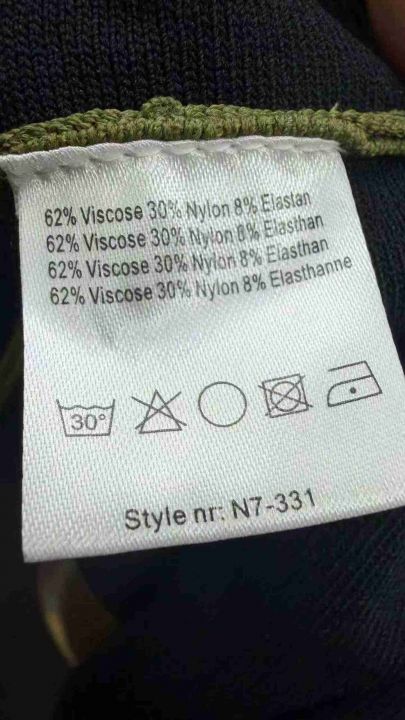 62% Viscose 30% Nylon 8% Elastan
62% Viscose 30% Nylon 8% Elasthan
62% Viscose 30% Nylon 8% Elasthan
62% Viscose 30% Nylon 8% Elasthanne
30°
Style nr: N7-331